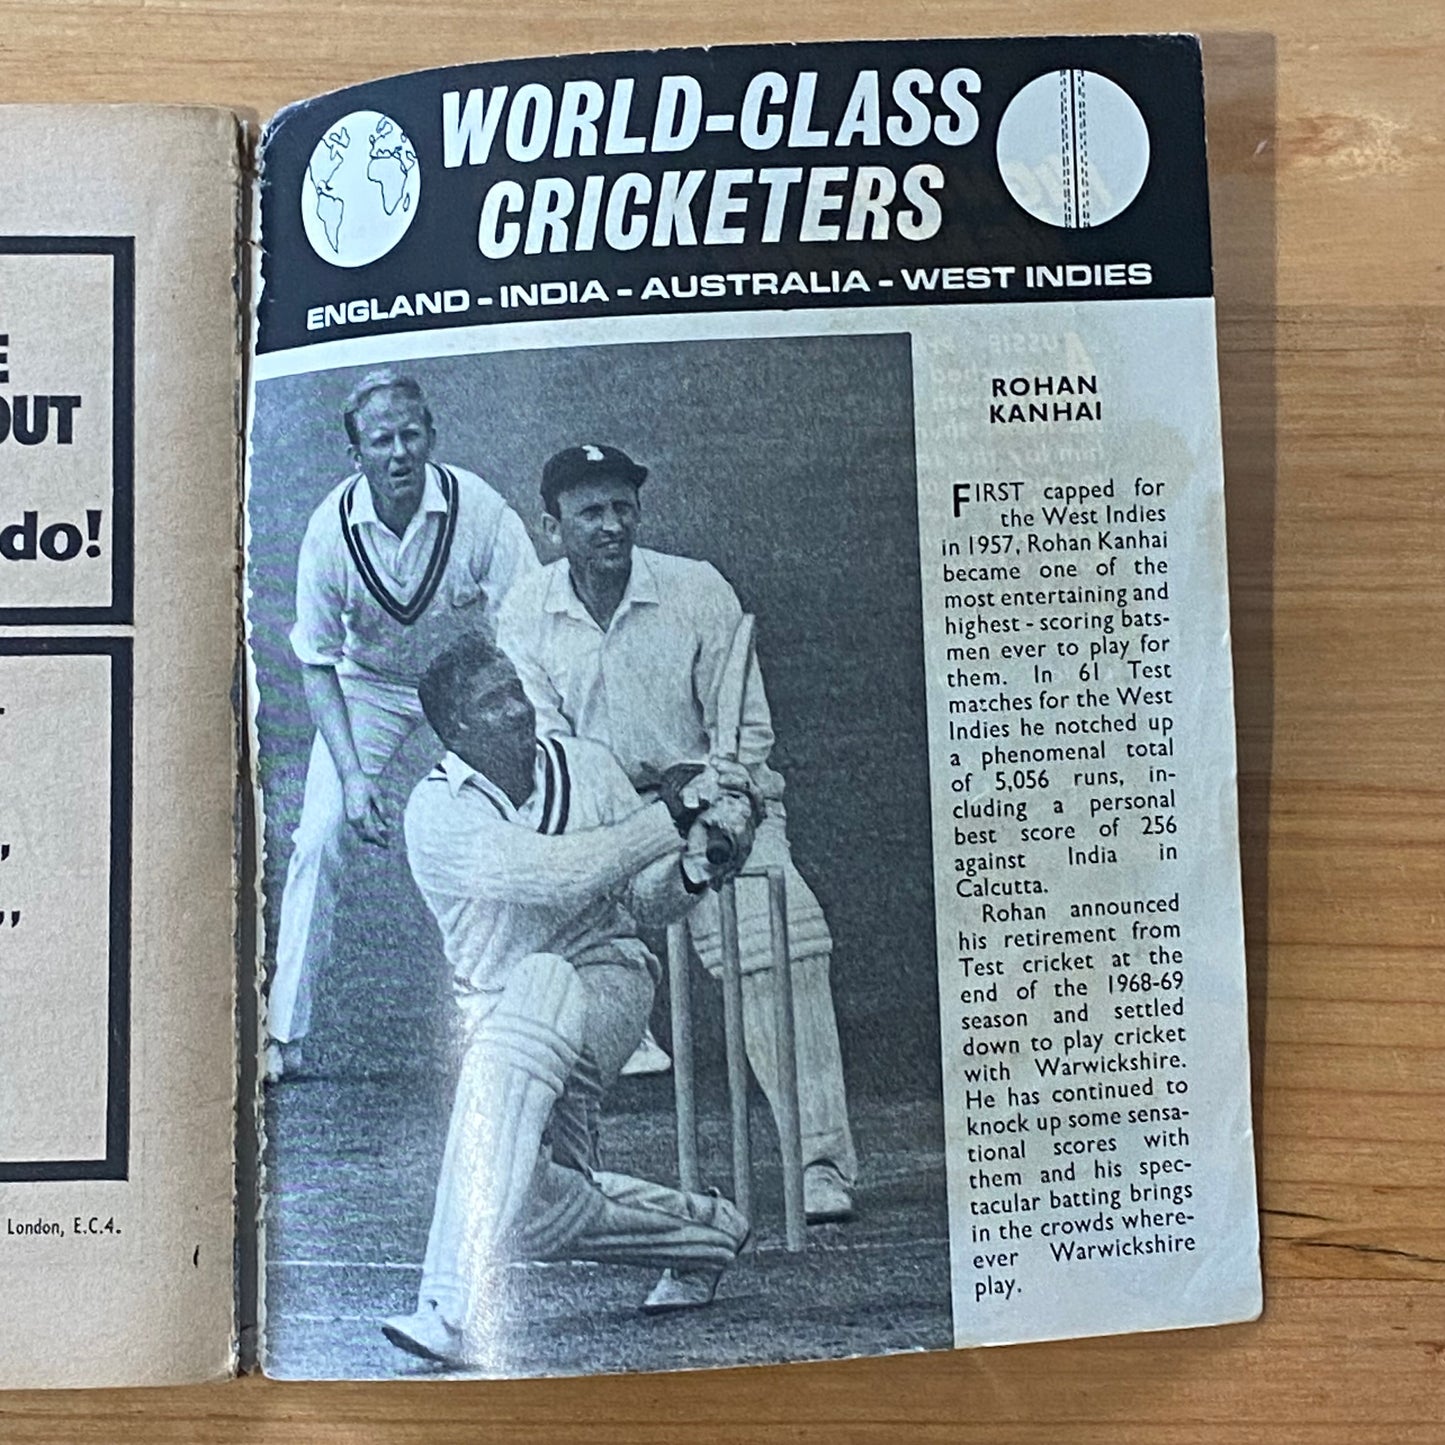 E
OUT
do!
London, E.C.4.
WORLD-CLASS
CRICKETERS
ENGLAND - INDIA - AUSTRALIA - WEST INDIES
ROHAN
KANHAI
FIRST capped for
the West Indies
in 1957, Rohan Kanhai
became one of the
most entertaining and
highest - scoring bats-
men ever to play for
them. In 61 Test
matches for the West
Indies he notched up
a phenomenal total
of 5,056 runs, in-
cluding a personal
best score of 256
against India in
Calcutta.
Rohan announced
his retirement from
Test cricket at the
end of the 1968-69
season and settled
down to play cricket
with Warwickshire.
He has continued to
knock up some sensa-
tional scores with
them and his spec-
tacular batting brings
in the crowds where-
ever Warwickshire
play.